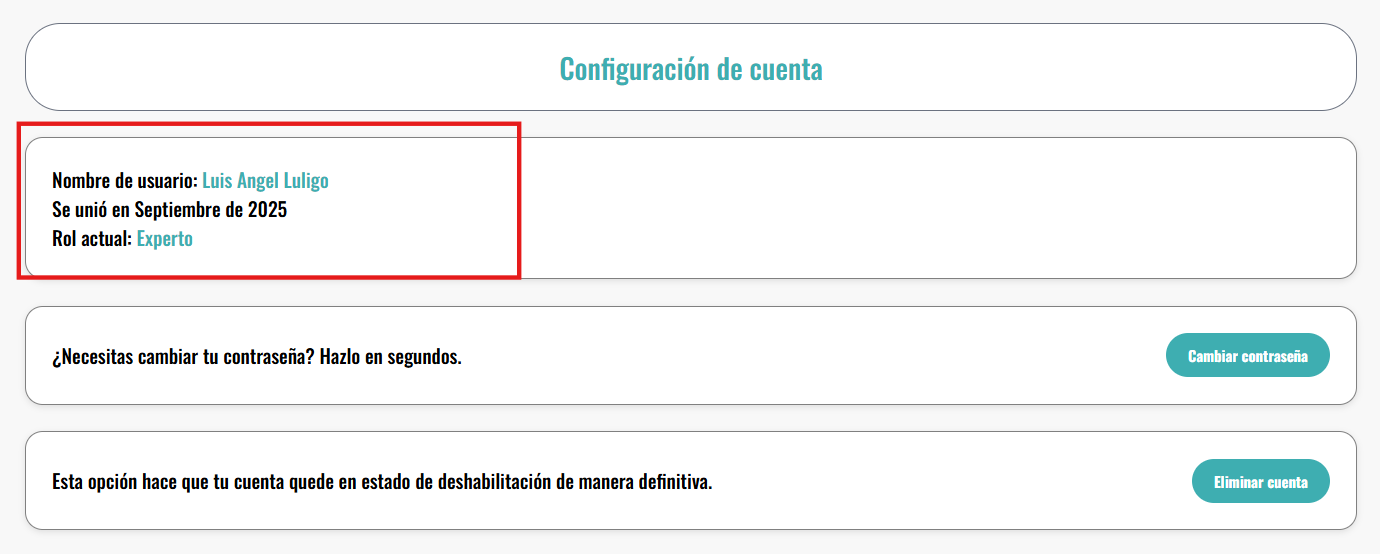 Configuración de cuenta
Nombre de usuario: Luis Angel Luligo
Se unió en Septiembre de 2025
Rol actual: Experto
¿Necesitas cambiar tu contraseña? Hazlo en segundos.
Cambiar contraseña
Esta opción hace que tu cuenta quede en estado de deshabilitación de manera definitiva.
Eliminar cuenta